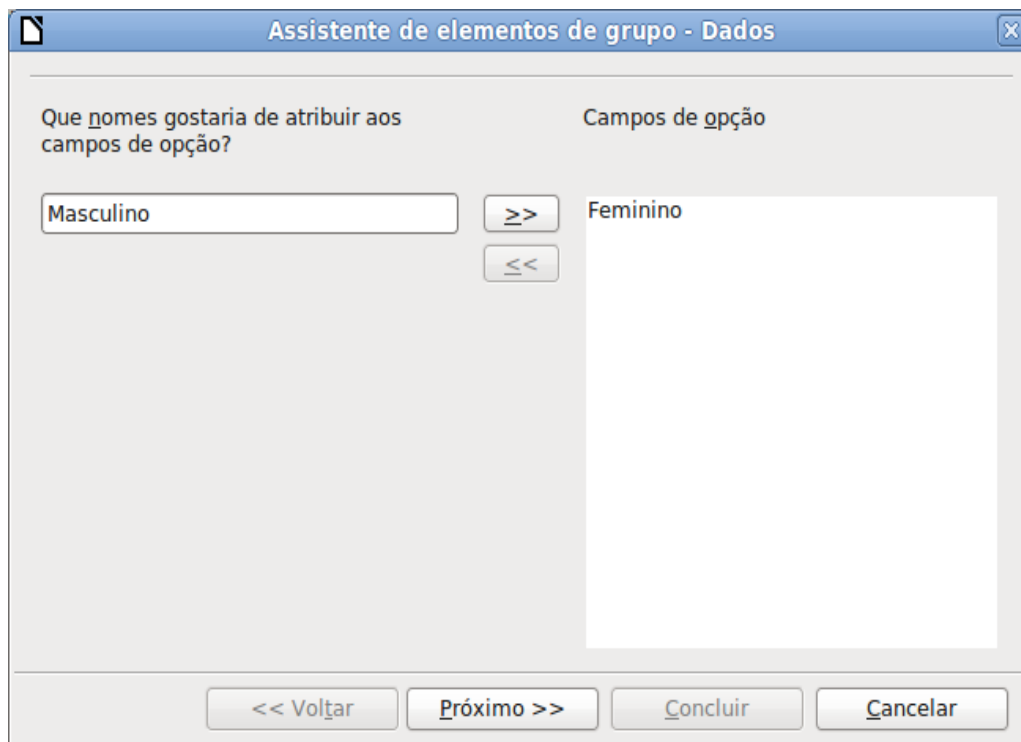 Assistente de elementos de grupo - Dados
Que nomes gostaria de atribuir aos
campos de opção?
Campos de opção
Masculino
>>
Feminino
<<
<< Voltar
Próximo >>
Concluir
Cancelar